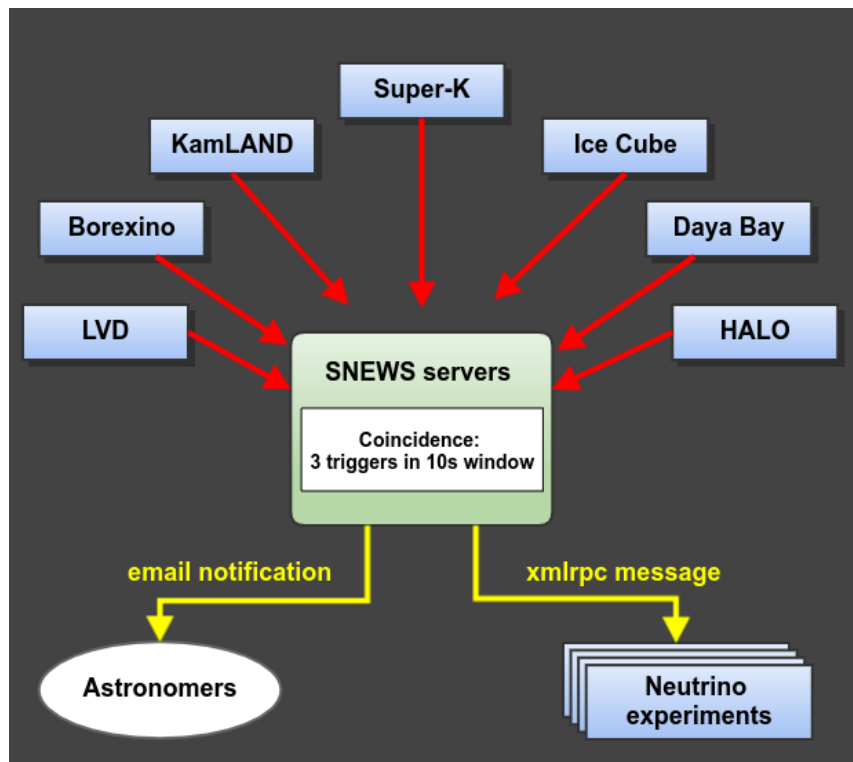 Super-K
KamLAND
Ice Cube
Borexino
Daya Bay
LVD
HALO
SNEWS servers
Coincidence:
3 triggers in 10s window
email notification
xmlrpc message
Astronomers
Neutrino
experiments